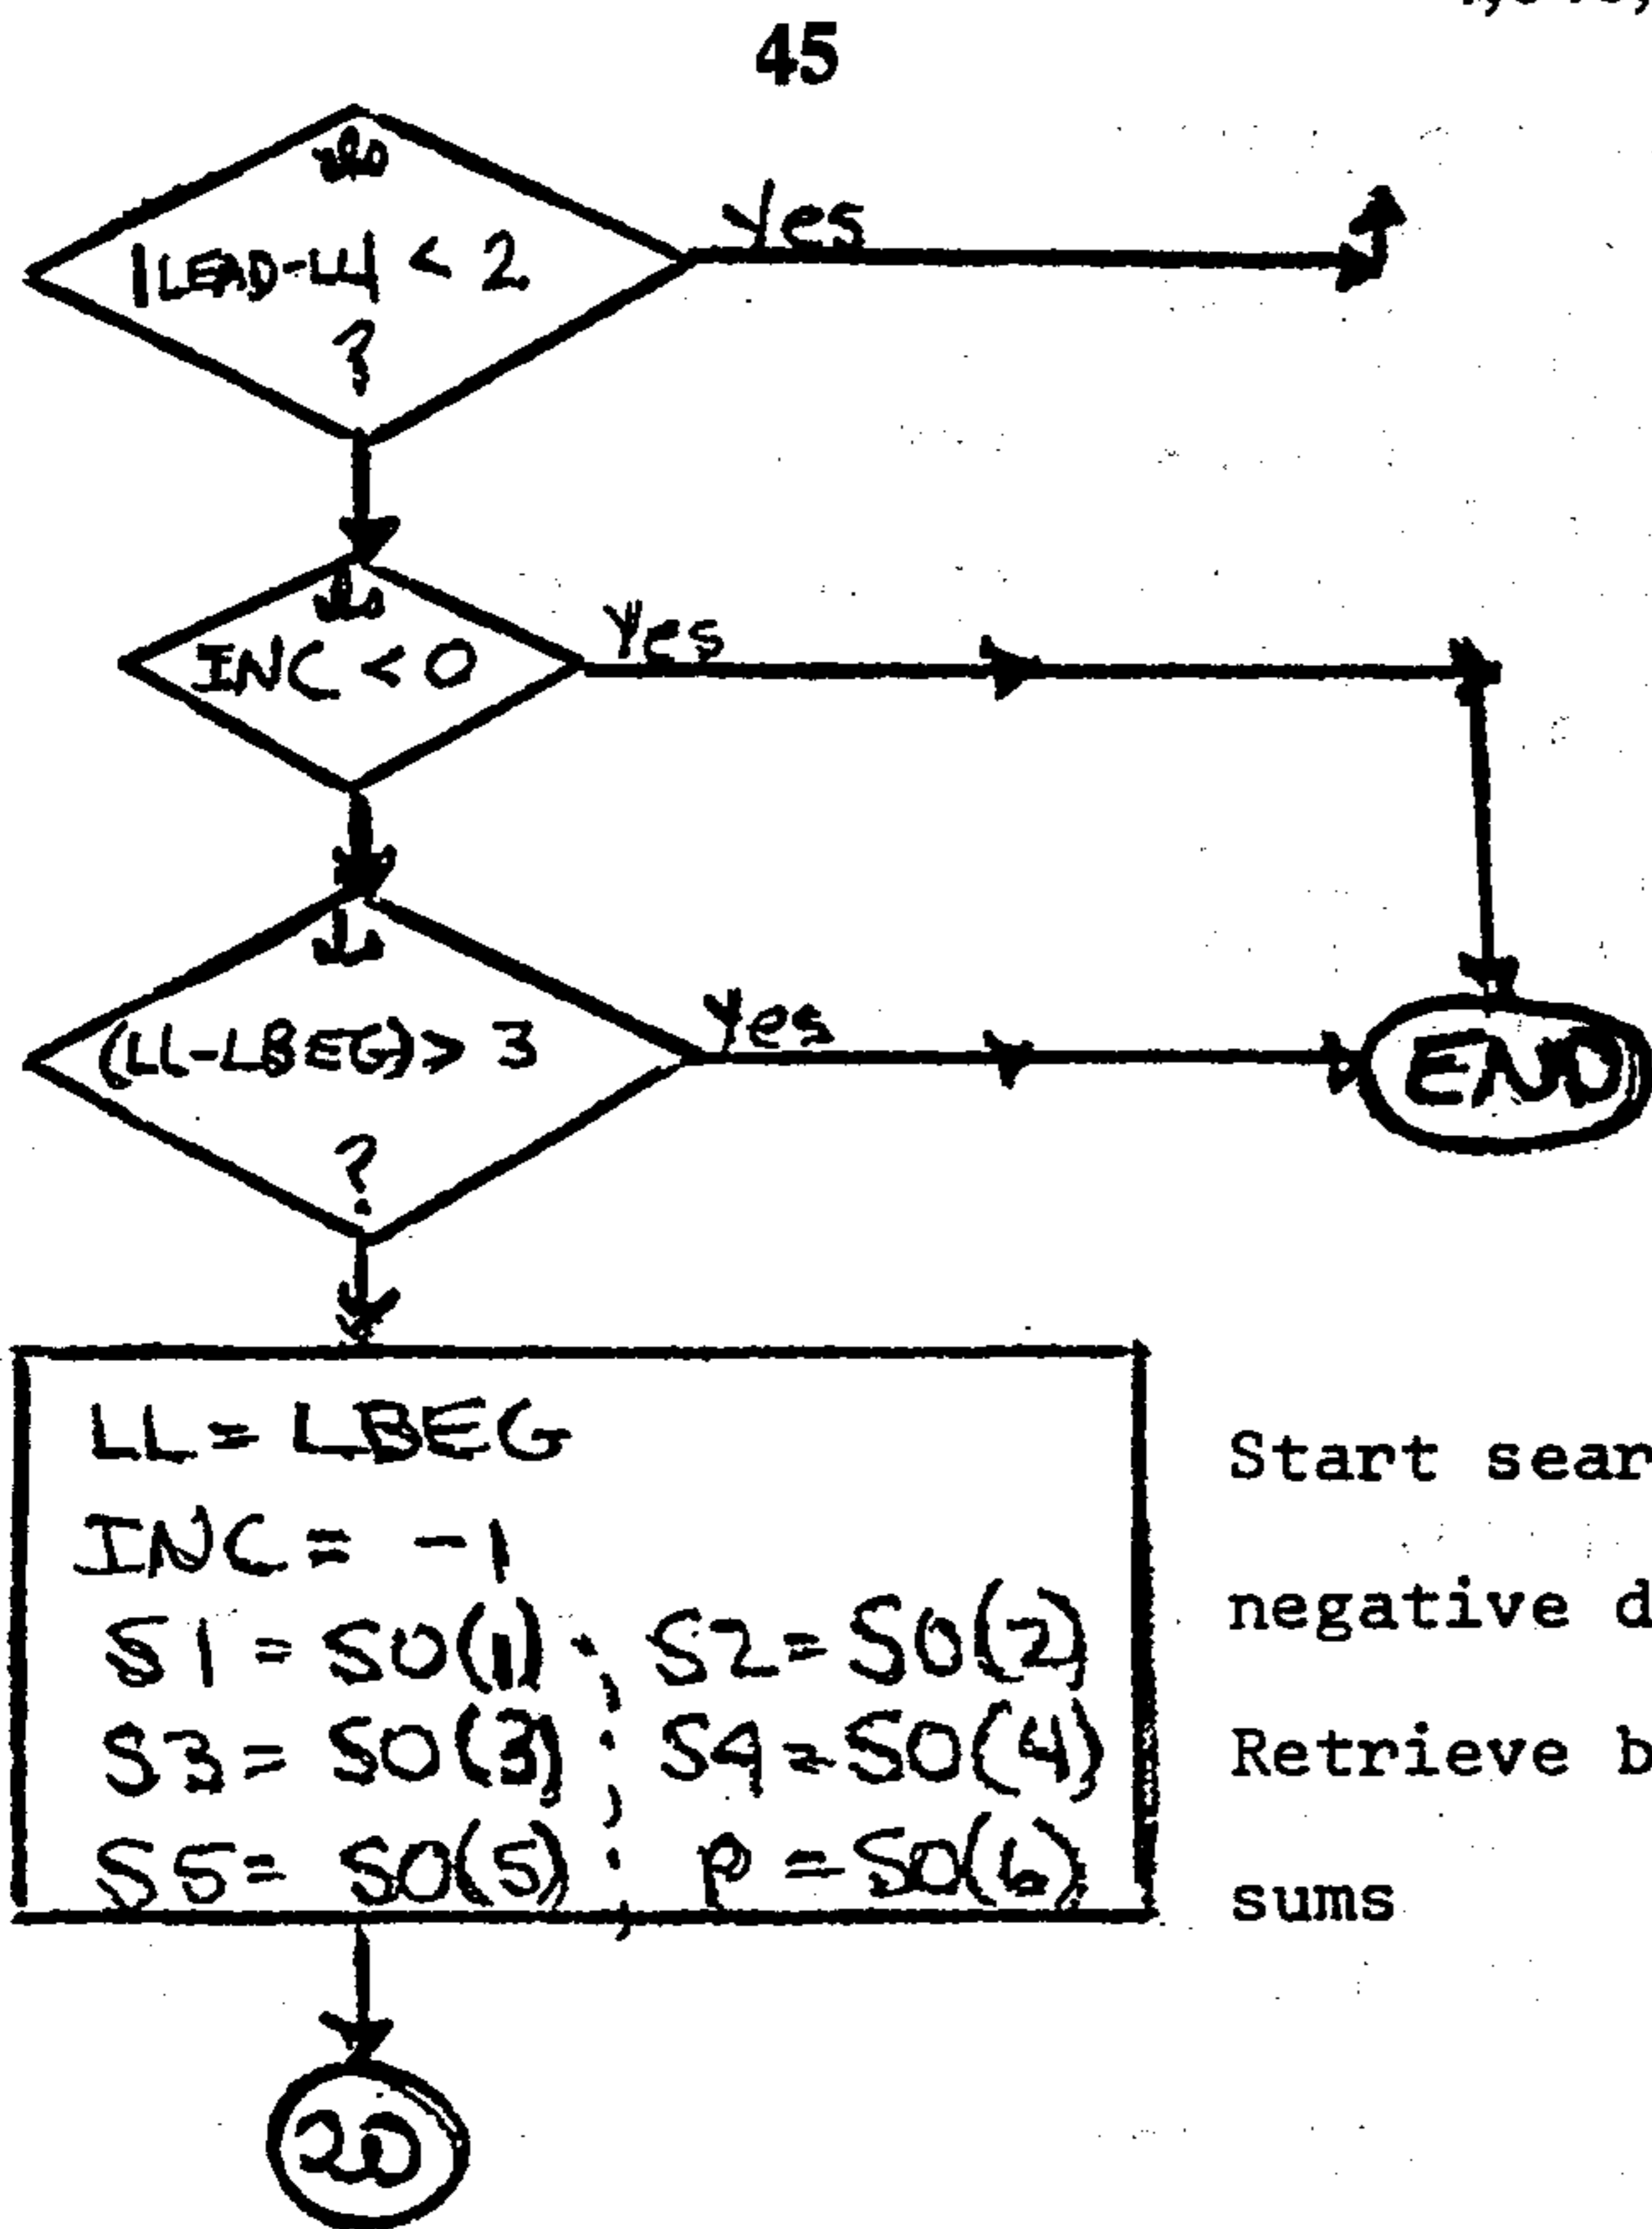 45
|LEAD-LL| < 2
?
Yes
INC < 0
Yes
(LL-LBEG) > 3
?
Yes
END
LL = LBEG
INC = -1
S1 = SO(1); S2 = SO(2)
S3 = SO(3); S4 = SO(4)
S5 = SO(5); P = SO(6)
Start sear
negative d
Retrieve b
sums
20